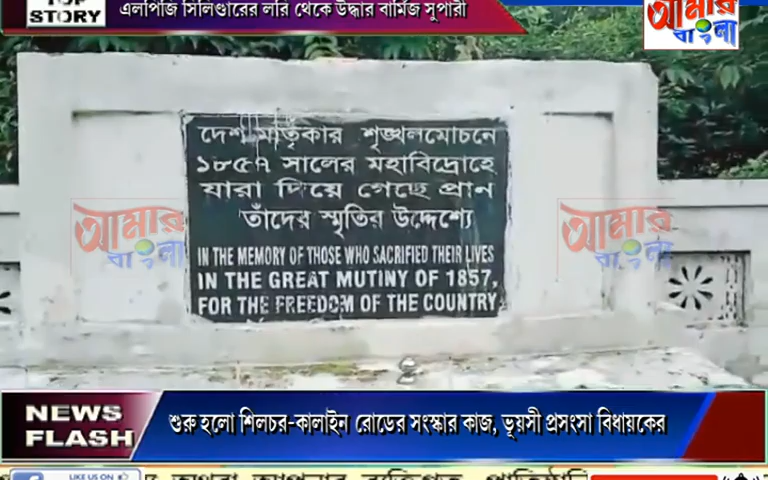 TOP
STORY
এলপিজি সিলিন্ডারের লরি থেকে উদ্ধার বার্মিজ সুপারী
আমার
বাংলা
দেশ মাতৃকার শৃঙ্খলমোচনে
১৮৫৭ সালের মহাবিদ্রোহে
যারা দিয়ে গেছে প্রাণ
তাঁদের স্মৃতির উদ্দেশ্যে
IN THE MEMORY OF THOSE WHO SACRIFIED THEIR LIVES
IN THE GREAT MUTINY OF 1857,
FOR THE FREEDOM OF THE COUNTRY
আমার
বাংলা
আমার
বাংলা
NEWS
FLASH
শুরু হলো শিলচর-কালাইন রোডের সংস্কার কাজ, ভূয়সী প্রসংসা বিধায়কের
LIKE US ON